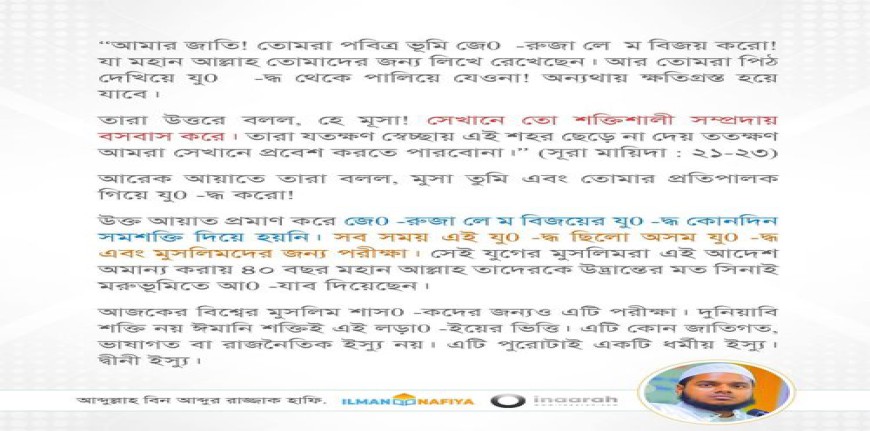 “আমার জাতি! তোমরা পবিত্র ভূমি জে0 -রুজা লে ম বিজয় করো!
যা মহান আল্লাহ তোমাদের জন্য লিখে রেখেছেন। আর তোমরা পিঠ
দেখিয়ে যু0 -দ্ধ থেকে পালিয়ে যেওনা! অন্যথায় ক্ষতিগ্রস্ত হয়ে
যাবে।
তারা উত্তরে বলল, হে মূসা! সেখানে তো শক্তিশালী সম্প্রদায়
বসবাস করে। তারা যতক্ষণ স্বেচ্ছায় এই শহর ছেড়ে না দেয় ততক্ষণ
আমরা সেখানে প্রবেশ করতে পারবোনা।” (সূরা মায়িদা : ২১-২৩)
আরেক আয়াতে তারা বলল, মুসা তুমি এবং তোমার প্রতিপালক
গিয়ে যু0 -দ্ধ করো!
উক্ত আয়াত প্রমাণ করে জে0 -রুজা লে ম বিজয়ের যু0 -দ্ধ কোনদিন
সমশক্তি দিয়ে হয়নি। সব সময় এই যু0 -দ্ধ ছিলো অসম যু0 -দ্ধ
এবং মুসলিমদের জন্য পরীক্ষা। সেই যুগের মুসলিমরা এই আদেশ
অমান্য করায় ৪০ বছর মহান আল্লাহ তাদেরকে উদ্ভ্রান্তের মত সিনাই
মরুভূমিতে আ0 -যাব দিয়েছেন।
আজকের বিশ্বের মুসলিম শাস0 -কদের জন্যও এটি পরীক্ষা। দুনিয়াবি
শক্তি নয় ঈমানি শক্তিই এই লড়া0 -ইয়ের ভিত্তি। এটি কোন জাতিগত,
ভাষাগত বা রাজনৈতিক ইস্যু নয়। এটি পুরোটাই একটি ধর্মীয় ইস্যু।
দ্বীনী ইস্যু।
আব্দুল্লাহ বিন আব্দুর রাজ্জাক হাফি. ILMAN NAFIYA inaarah